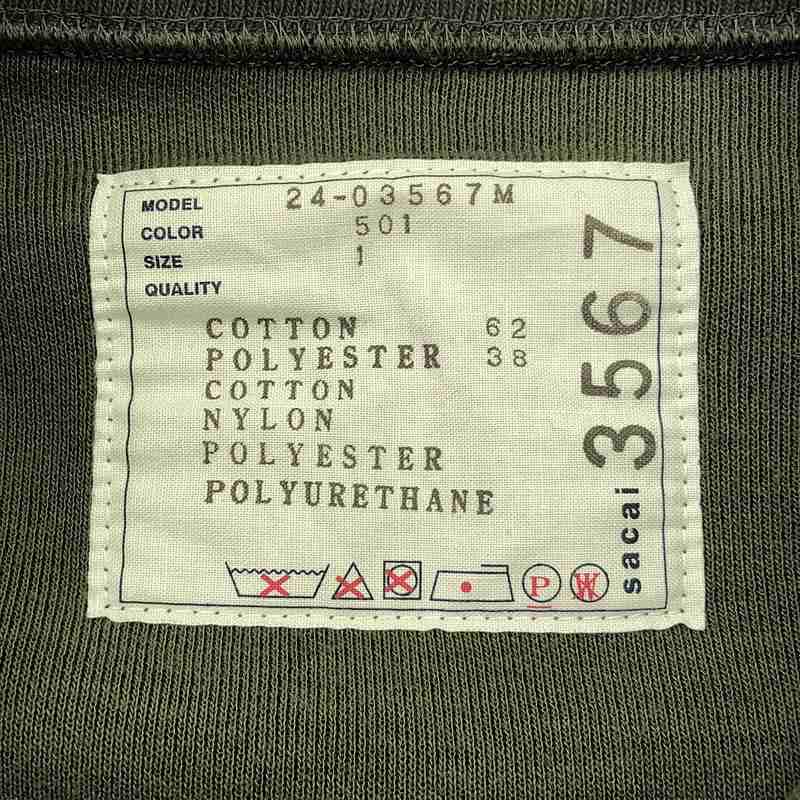 MODEL 24-03567M
COLOR 501
SIZE 1
QUALITY
COTTON 62
POLYESTER 38
COTTON
NYLON
POLYESTER
POLYURETHANE
P
W
sacai 3567